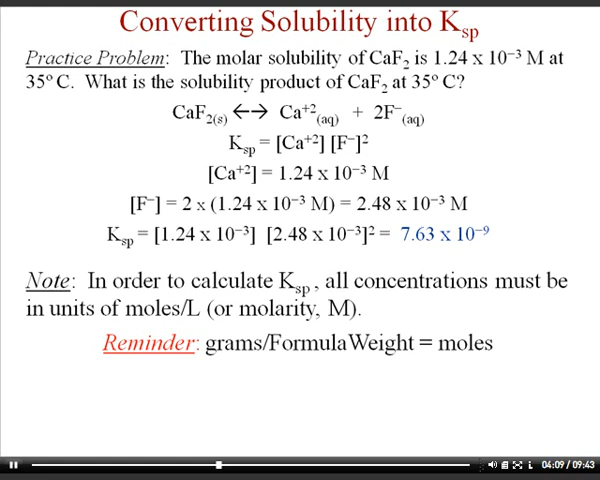 Converting Solubility into Ksp
Practice Problem: The molar solubility of CaF₂ is 1.24 x 10⁻³ M at
35º C. What is the solubility product of CaF₂ at 35º C?
CaF₂₍s₎ ←→ Ca⁺²₍aq₎ + 2F⁻₍aq₎
Ksp = [Ca⁺²] [F⁻]²
[Ca⁺²] = 1.24 x 10⁻³ M
[F⁻] = 2 x (1.24 x 10⁻³ M) = 2.48 x 10⁻³ M
Ksp = [1.24 x 10⁻³] [2.48 x 10⁻³]² = 7.63 x 10⁻⁹
Note: In order to calculate Ksp, all concentrations must be
in units of moles/L (or molarity, M).
Reminder: grams/FormulaWeight = moles
04:09 / 09:43